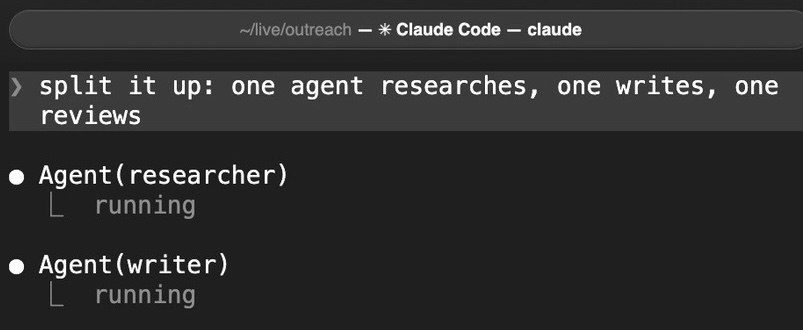 ~/live/outreach — ✳ Claude Code — claude
❯ split it up: one agent researches, one writes, one
reviews
● Agent(researcher)
⎿ running
● Agent(writer)
⎿ running